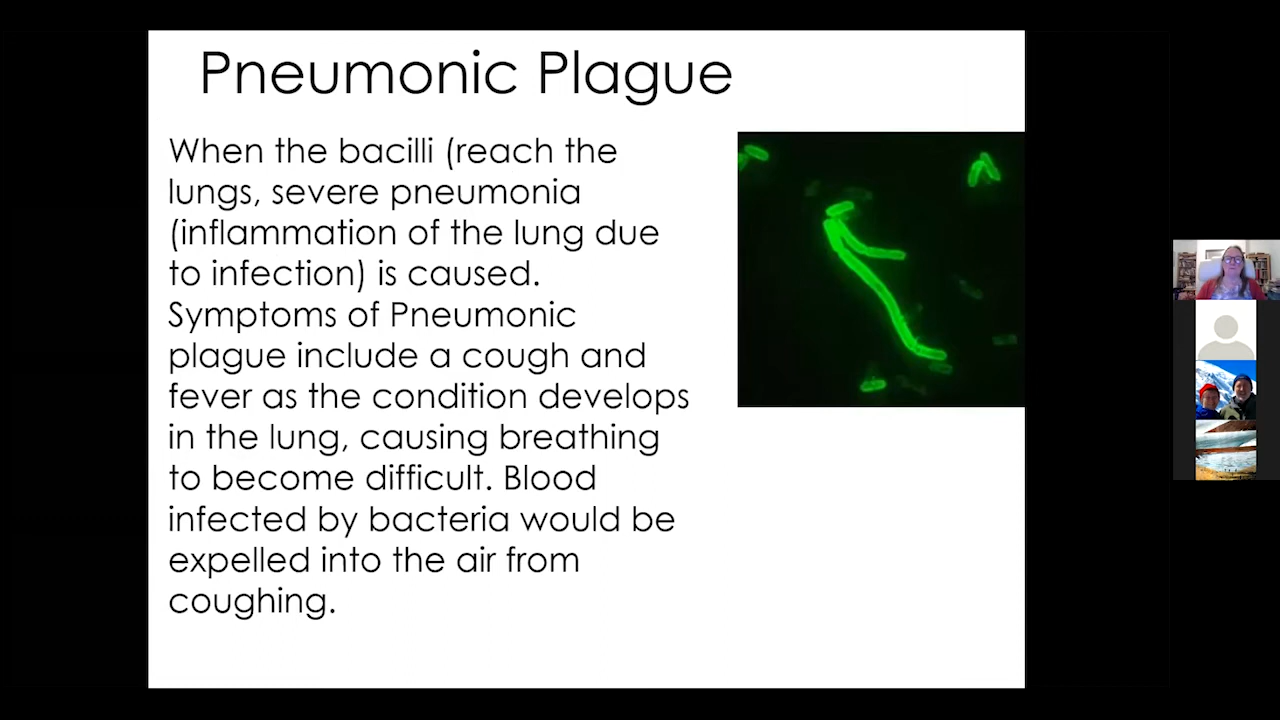 Pneumonic Plague
When the bacilli (reach the
lungs, severe pneumonia
(inflammation of the lung due
to infection) is caused.
Symptoms of Pneumonic
plague include a cough and
fever as the condition develops
in the lung, causing breathing
to become difficult. Blood
infected by bacteria would be
expelled into the air from
coughing.